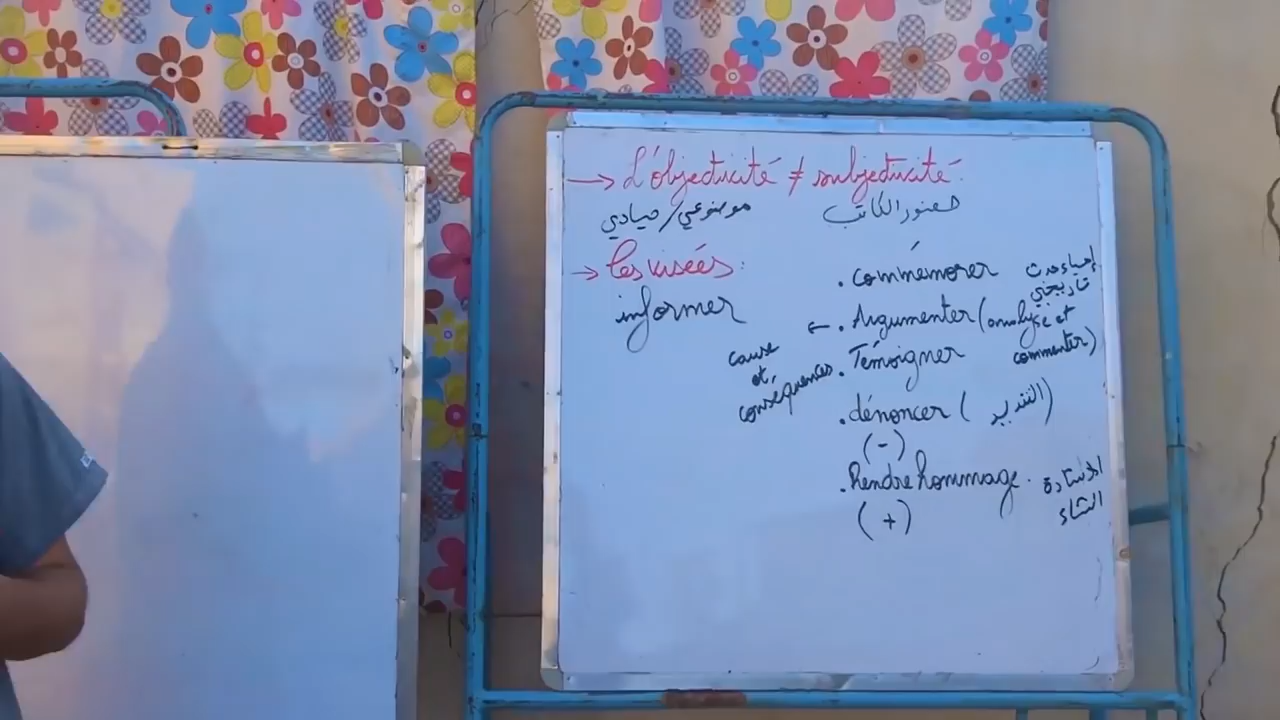 → L'objectivité ≠ subjectivité.
موضوعي/حيادي حضور الكاتب
→ Les visées:
informer
. commémorer إحياء حدث تاريخي
← . Argumenter (analyse et commenter)
cause et conséquences
. Témoigner
. dénoncer (التنديد)
(-)
. Rendre hommage. الإشادة الثناء
(+)